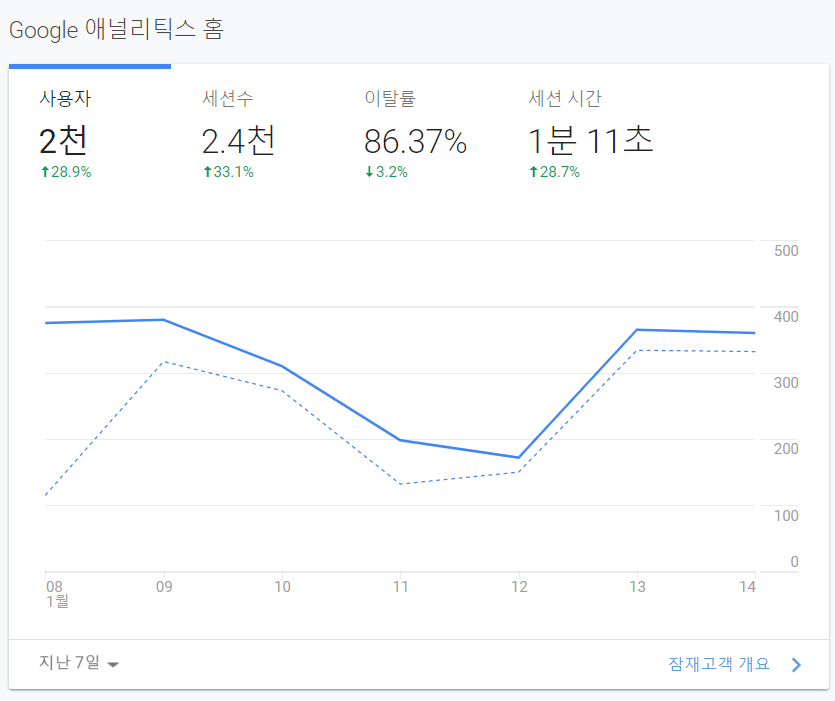 Google 애널리틱스 홈
사용자 세션수 이탈률 세션 시간
2천 2.4천 86.37% 1분 11초
↑28.9% ↑33.1% ↓3.2% ↑28.7%
500
400
300
200
100
0
08 09 10 11 12 13 14
1월
지난 7일 잠재고객 개요